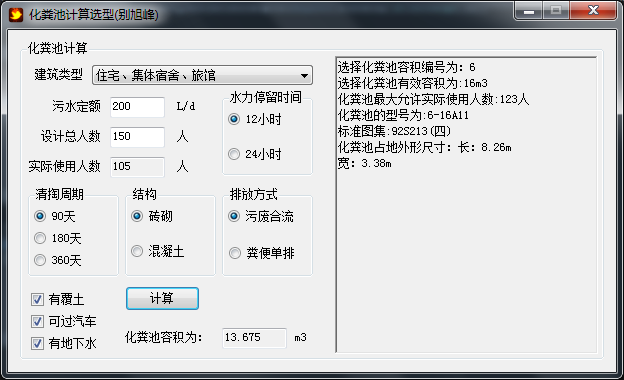 化粪池计算选型(别旭峰)
化粪池计算
建筑类型 住宅、集体宿舍、旅馆
污水定额 200 L/d
设计总人数 150 人
实际使用人数 105 人
水力停留时间
12小时
24小时
清掏周期
90天
180天
360天
结构
砖砌
混凝土
排放方式
污废合流
粪便单排
有覆土
可过汽车
有地下水
计算
化粪池容积为: 13.675 m3
选择化粪池容积编号为: 6
选择化粪池有效容积为:16m3
化粪池最大允许实际使用人数:123人
化粪池的型号为:6-16A11
标准图集:92S213(四)
化粪池占地外形尺寸: 长: 8.26m
宽: 3.38m